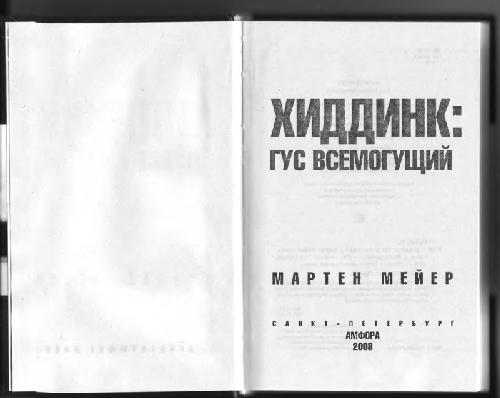 ХИДДИНК:
ГУС ВСЕМОГУЩИЙ
МАРТЕН МЕЙЕР
САНКТ-ПЕТЕРБУРГ
АМФОРА
2008